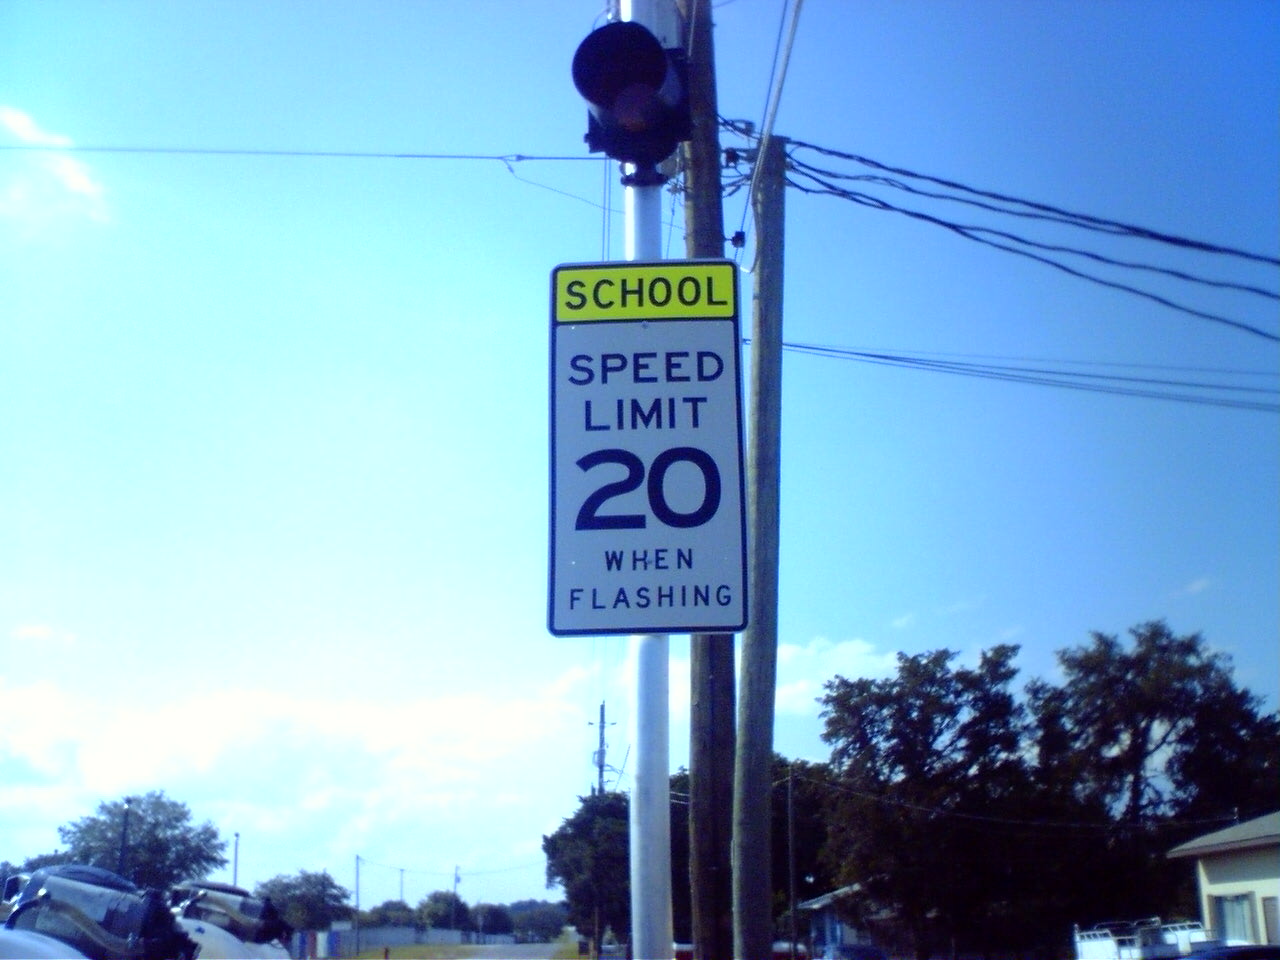 SCHOOL
SPEED
LIMIT
20
WHEN
FLASHING